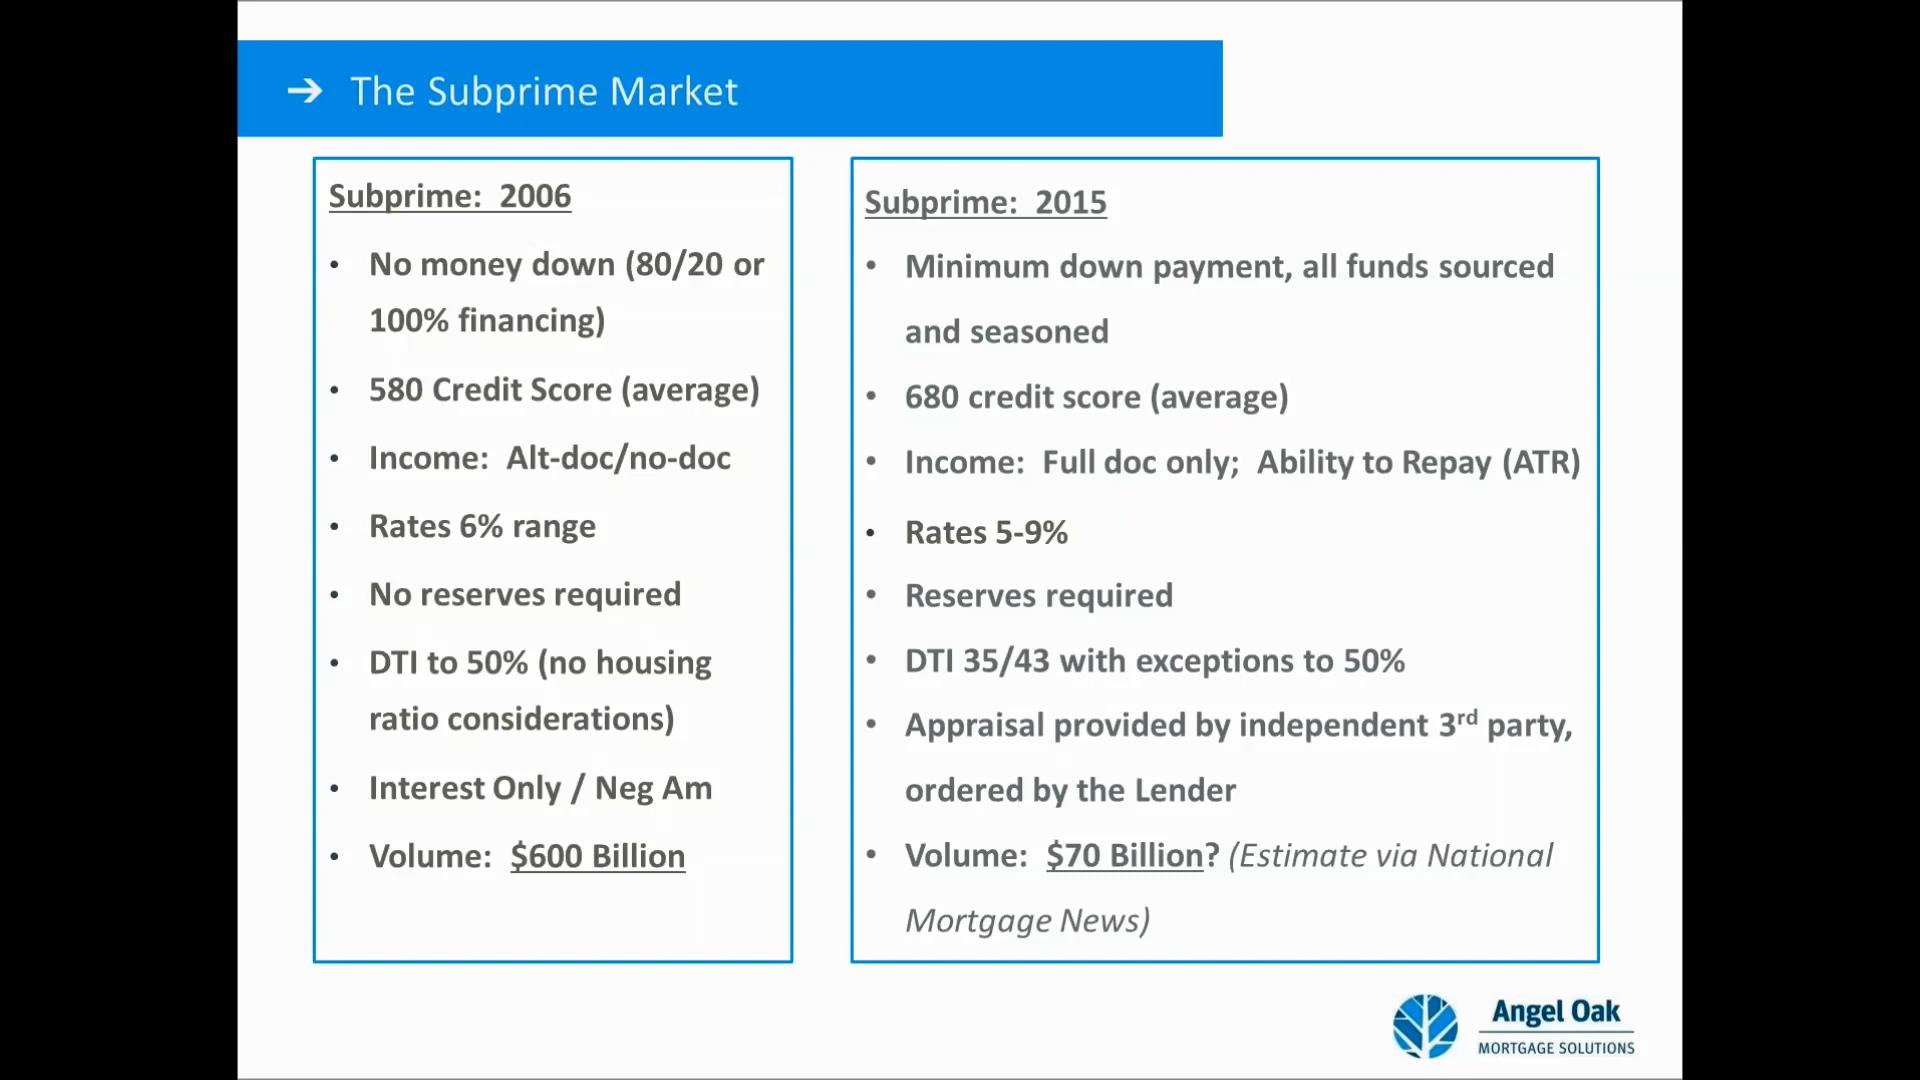 ➔ The Subprime Market
Subprime: 2006
• No money down (80/20 or
100% financing)
• 580 Credit Score (average)
• Income: Alt-doc/no-doc
• Rates 6% range
• No reserves required
• DTI to 50% (no housing
ratio considerations)
• Interest Only / Neg Am
• Volume: $600 Billion
Subprime: 2015
• Minimum down payment, all funds sourced
and seasoned
• 680 credit score (average)
• Income: Full doc only; Ability to Repay (ATR)
• Rates 5-9%
• Reserves required
• DTI 35/43 with exceptions to 50%
• Appraisal provided by independent 3rd party,
ordered by the Lender
• Volume: $70 Billion? (Estimate via National
Mortgage News)
Angel Oak
MORTGAGE SOLUTIONS